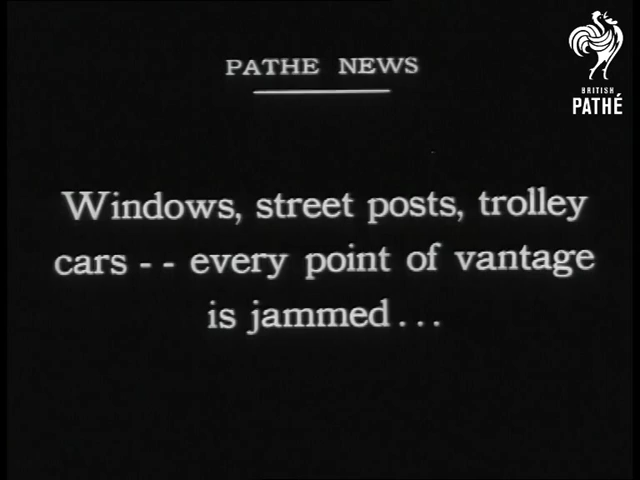 PATHE NEWS
BRITISH
PATHÉ
Windows, street posts, trolley
cars -- every point of vantage
is jammed...